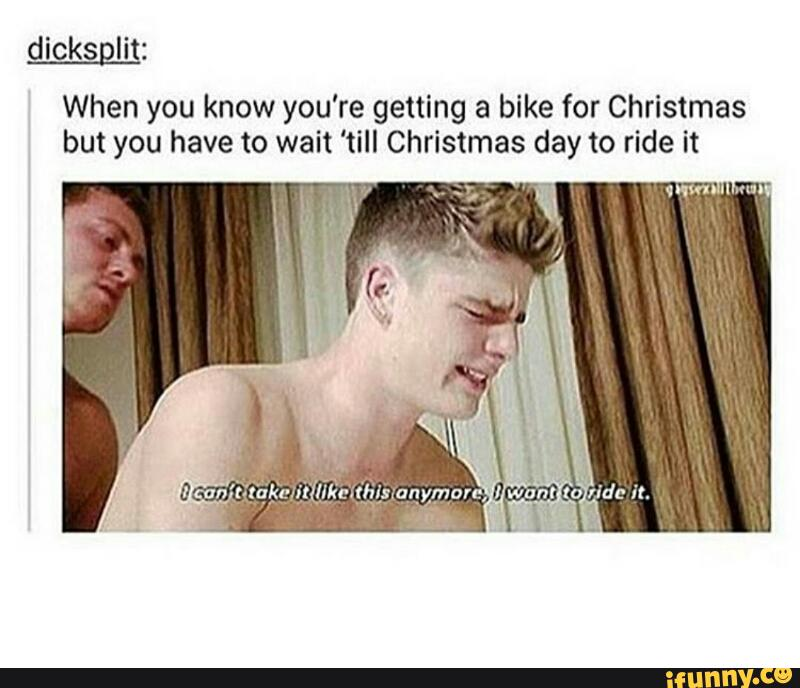 dicksplit:
When you know you're getting a bike for Christmas
but you have to wait 'till Christmas day to ride it
gaysexalltheway
I can't take it like this anymore, I want to ride it.
ifunny.co